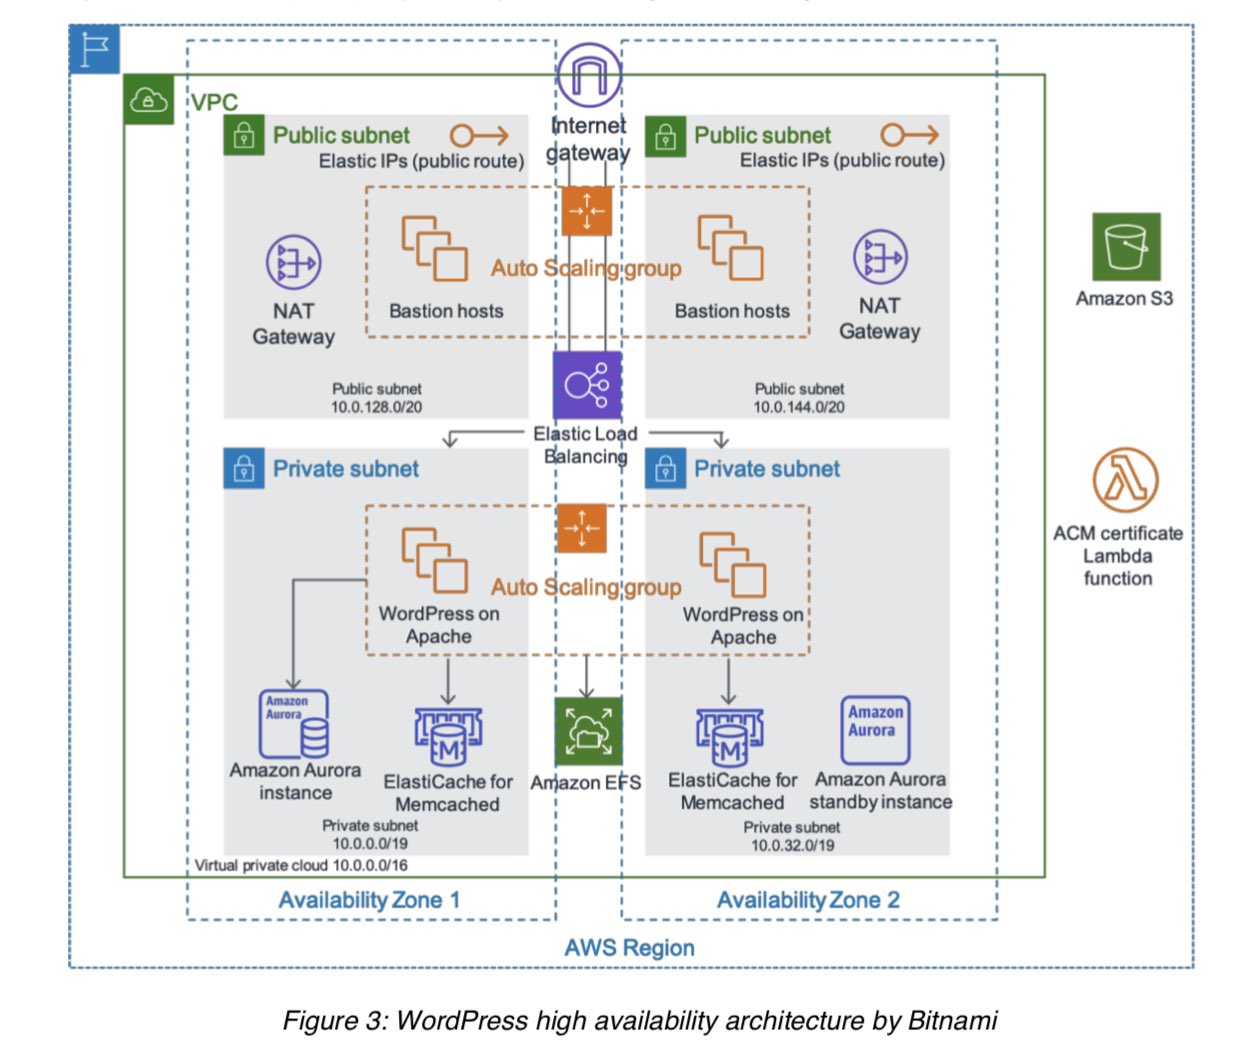 VPC
Internet
gateway
Public subnet
Elastic IPs (public route)
Public subnet
Elastic IPs (public route)
Auto Scaling group
NAT
Gateway
Bastion hosts
Bastion hosts
NAT
Gateway
Public subnet
10.0.128.0/20
Public subnet
10.0.144.0/20
Elastic Load
Balancing
Amazon S3
Private subnet
Private subnet
Auto Scaling group
WordPress on
Apache
WordPress on
Apache
ACM certificate
Lambda
function
Amazon
Aurora
Amazon Aurora
instance
M
ElastiCache for
Memcached
Amazon EFS
M
ElastiCache for
Memcached
Amazon
Aurora
Amazon Aurora
standby instance
Private subnet
10.0.0.0/19
Private subnet
10.0.32.0/19
Virtual private cloud 10.0.0.0/16
Availability Zone 1
Availability Zone 2
AWS Region
Figure 3: WordPress high availability architecture by Bitnami